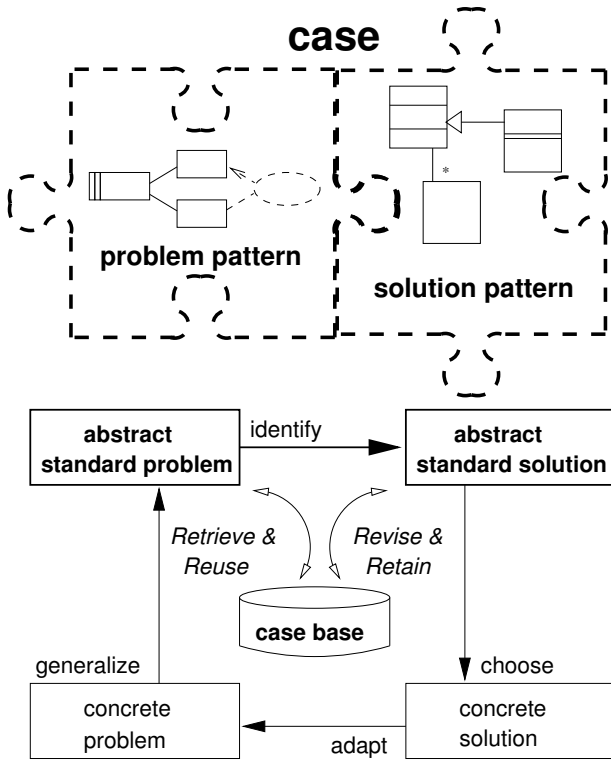 case
*
problem pattern
solution pattern
abstract
standard problem
identify
abstract
standard solution
Retrieve &
Reuse
Revise &
Retain
case base
generalize
choose
concrete
problem
adapt
concrete
solution